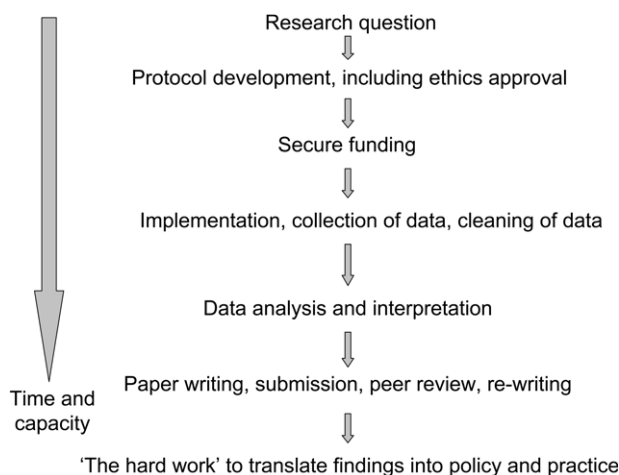 Research question
Protocol development, including ethics approval
Secure funding
Implementation, collection of data, cleaning of data
Data analysis and interpretation
Paper writing, submission, peer review, re-writing
Time and
capacity
‘The hard work’ to translate findings into policy and practice